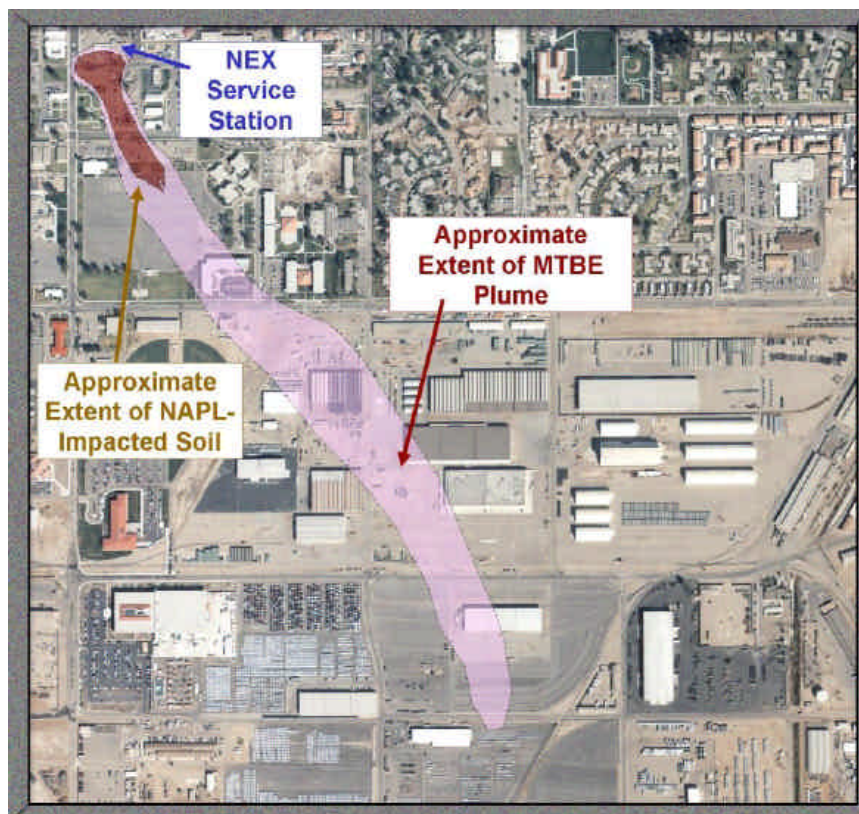 NEX
Service
Station
Approximate
Extent of MTBE
Plume
Approximate
Extent of NAPL-
Impacted Soil